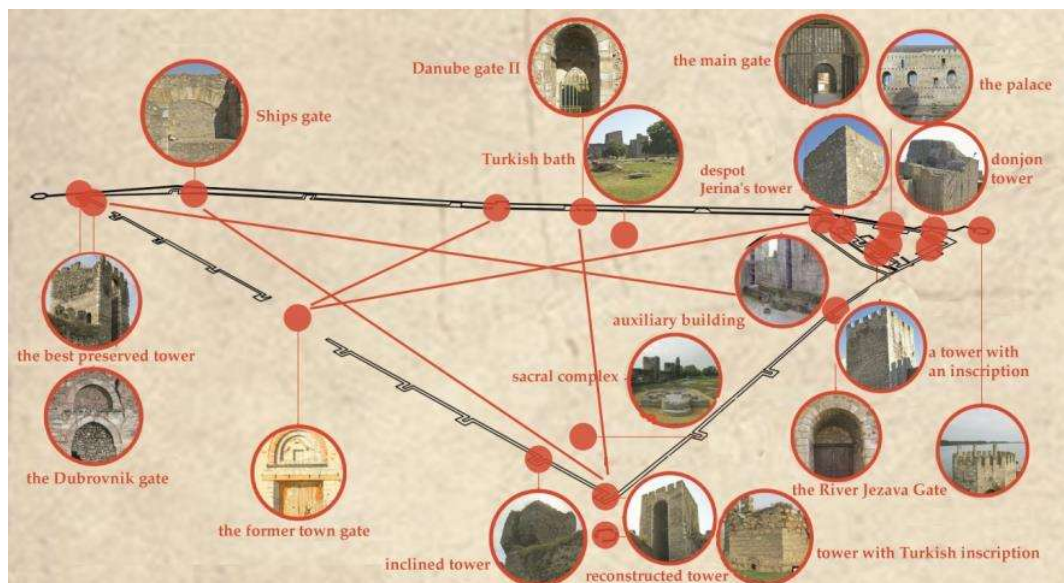 Ships gate
Danube gate II
Turkish bath
the main gate
the palace
despot
Jerina's tower
donjon
tower
the best preserved tower
the Dubrovnik gate
the former town gate
auxiliary building
sacral complex
a tower with
an inscription
the River Jezava Gate
inclined tower
reconstructed tower
tower with Turkish inscription